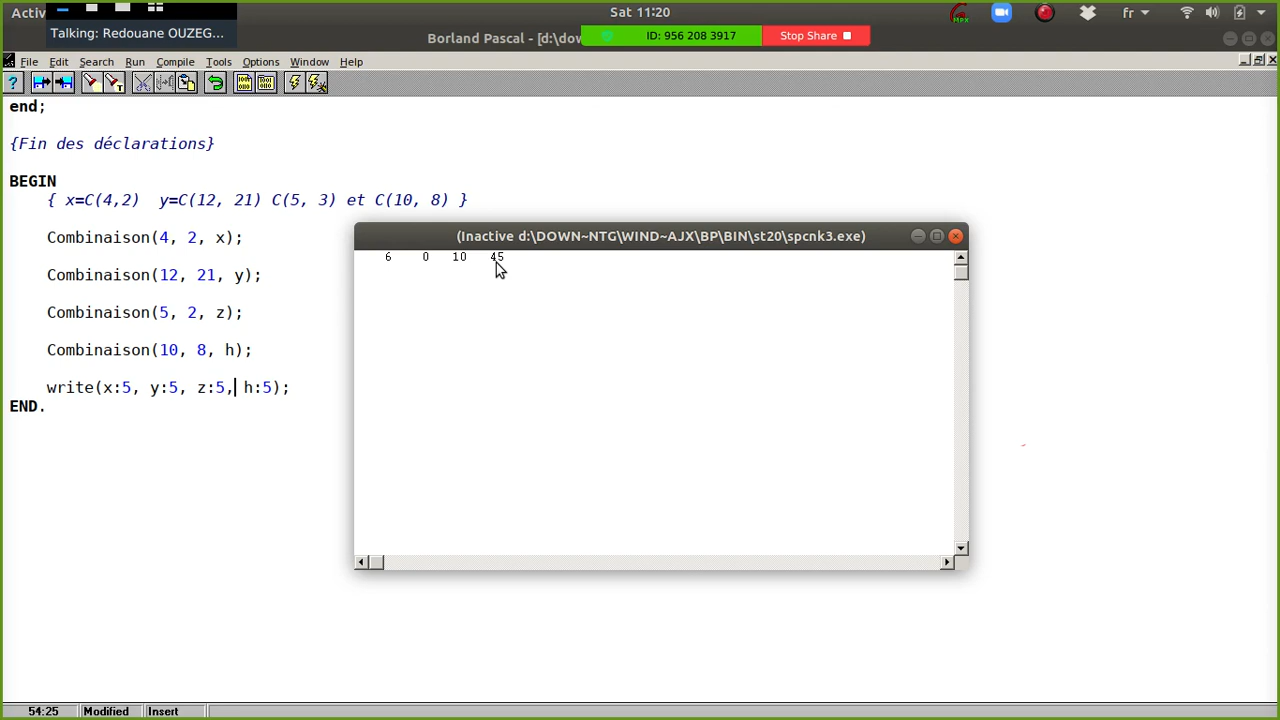 Activ
Sat 11:20
fr
Talking: Redouane OUZEG...
Borland Pascal - [d:\dow
ID: 956 208 3917
Stop Share
File Edit Search Run Compile Tools Options Window Help
end;
{Fin des déclarations}
BEGIN
{ x=C(4,2) y=C(12, 21) C(5, 3) et C(10, 8) }
Combinaison(4, 2, x);
Combinaison(12, 21, y);
Combinaison(5, 2, z);
Combinaison(10, 8, h);
write(x:5, y:5, z:5, h:5);
END.
(Inactive d:\DOWN~NTG\WIND~AJX\BP\BIN\st20\spcnk3.exe)
6 0 10 45
54:25 Modified Insert